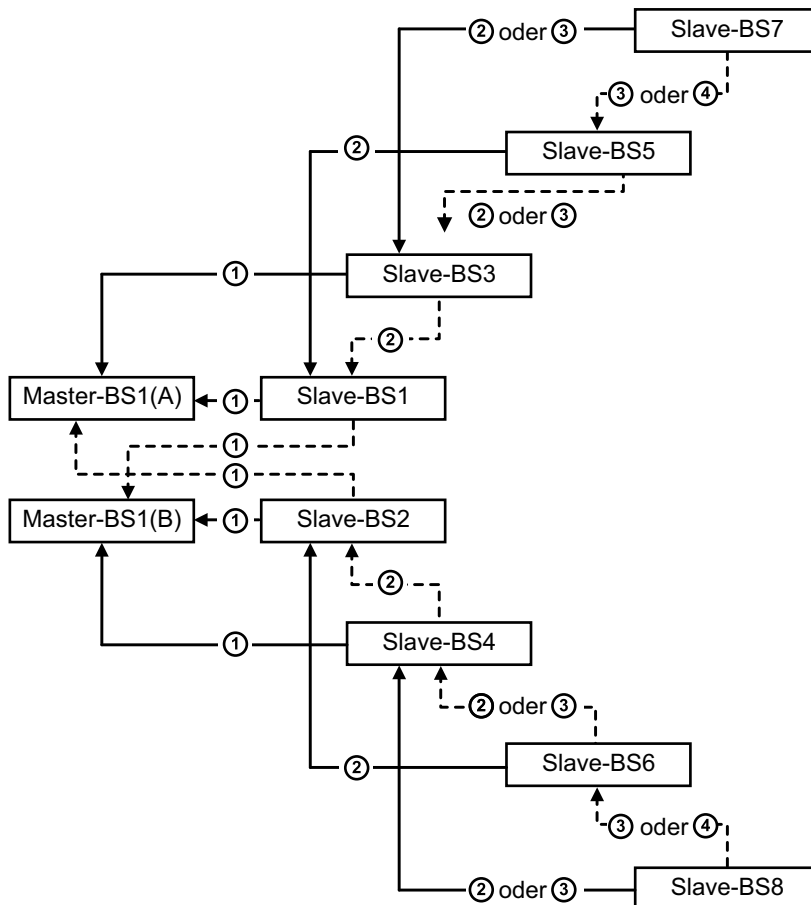 ② oder ③ Slave-BS7
③ oder ④
② Slave-BS5
② oder ③
① Slave-BS3
②
Master-BS1(A) ① Slave-BS1
①
①
Master-BS1(B) ① Slave-BS2
②
① Slave-BS4
② oder ③
② Slave-BS6
③ oder ④
② oder ③ Slave-BS8